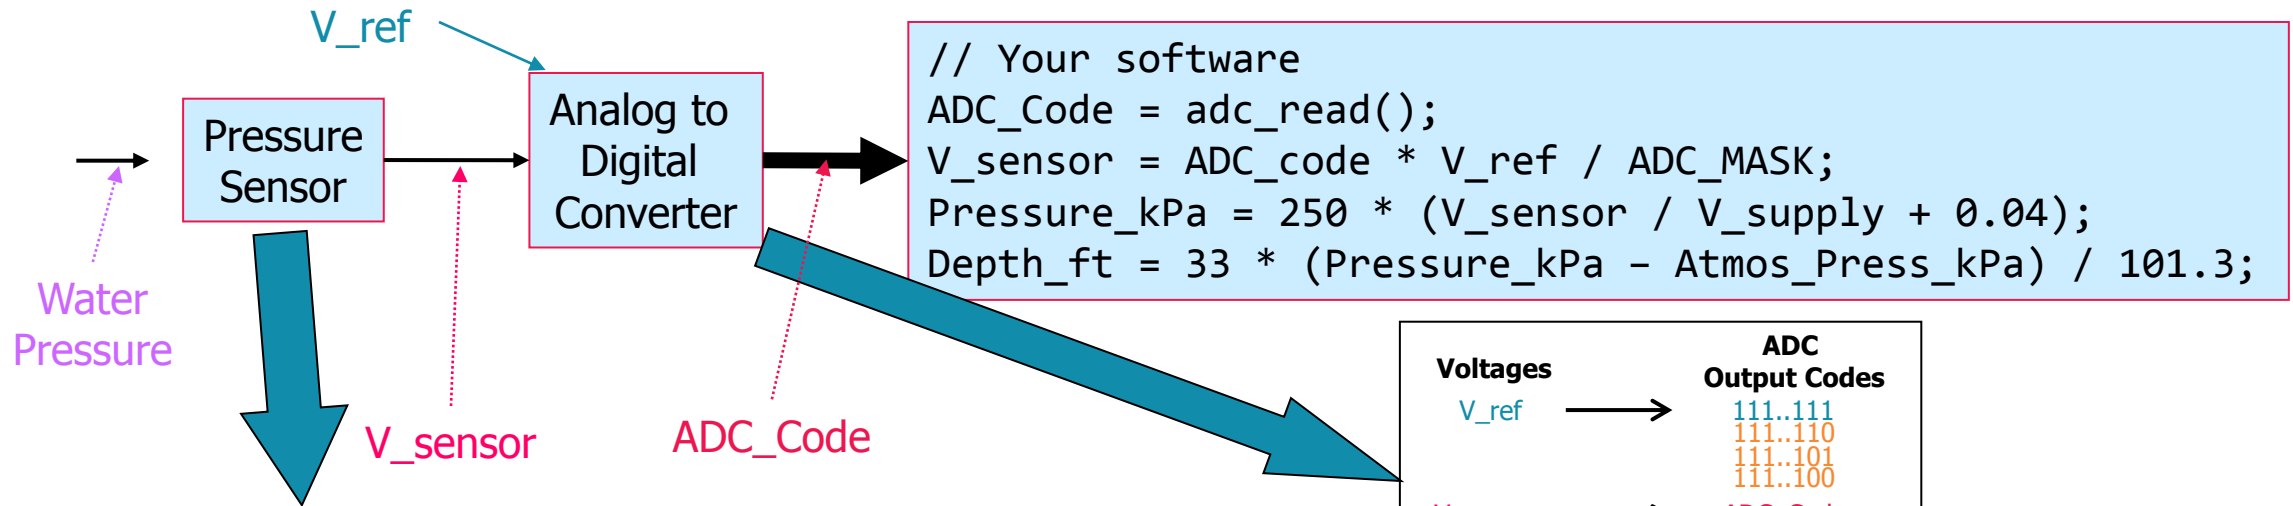 V_ref
// Your software
ADC_Code = adc_read();
V_sensor = ADC_code * V_ref / ADC_MASK;
Pressure_kPa = 250 * (V_sensor / V_supply + 0.04);
Depth_ft = 33 * (Pressure_kPa – Atmos_Press_kPa) / 101.3;
Pressure
Sensor
Analog to
Digital
Converter
Water
Pressure
V_sensor
ADC_Code
Voltages
ADC
Output Codes
V_ref
111..111
111..110
111..101
111..100